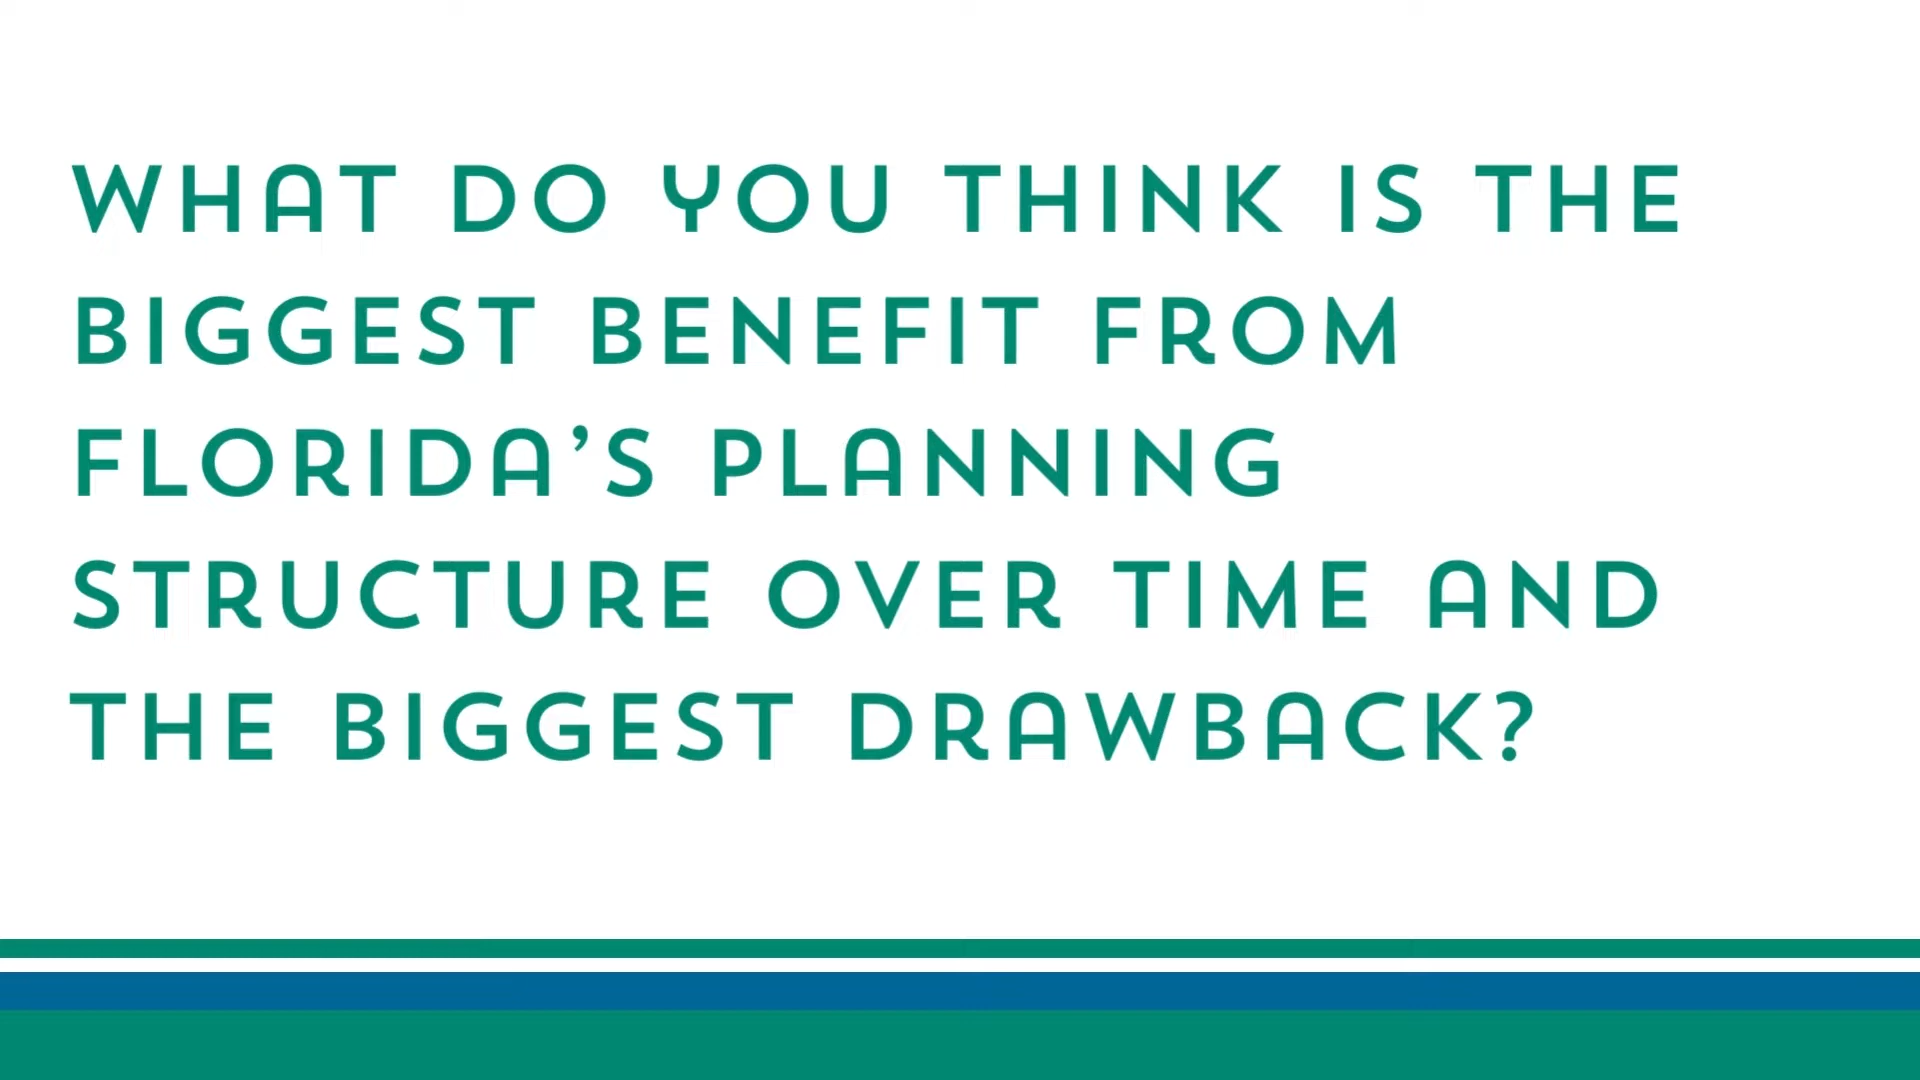 WHAT DO YOU THINK IS THE
BIGGEST BENEFIT FROM
FLORIDA’S PLANNING
STRUCTURE OVER TIME AND
THE BIGGEST DRAWBACK?